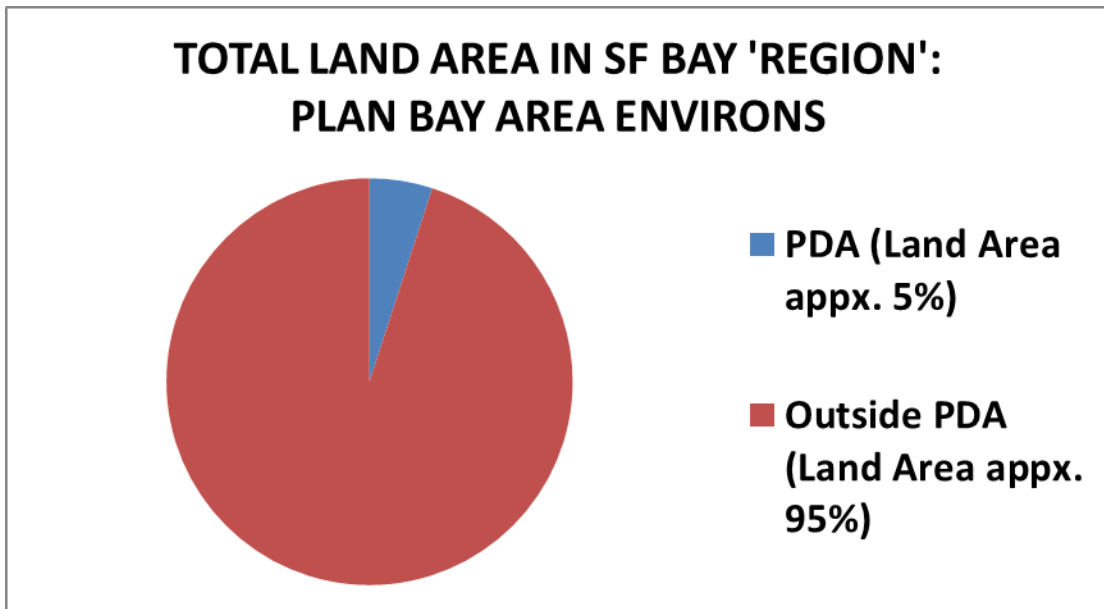 TOTAL LAND AREA IN SF BAY 'REGION':
PLAN BAY AREA ENVIRONS
PDA (Land Area
appx. 5%)
Outside PDA
(Land Area appx.
95%)